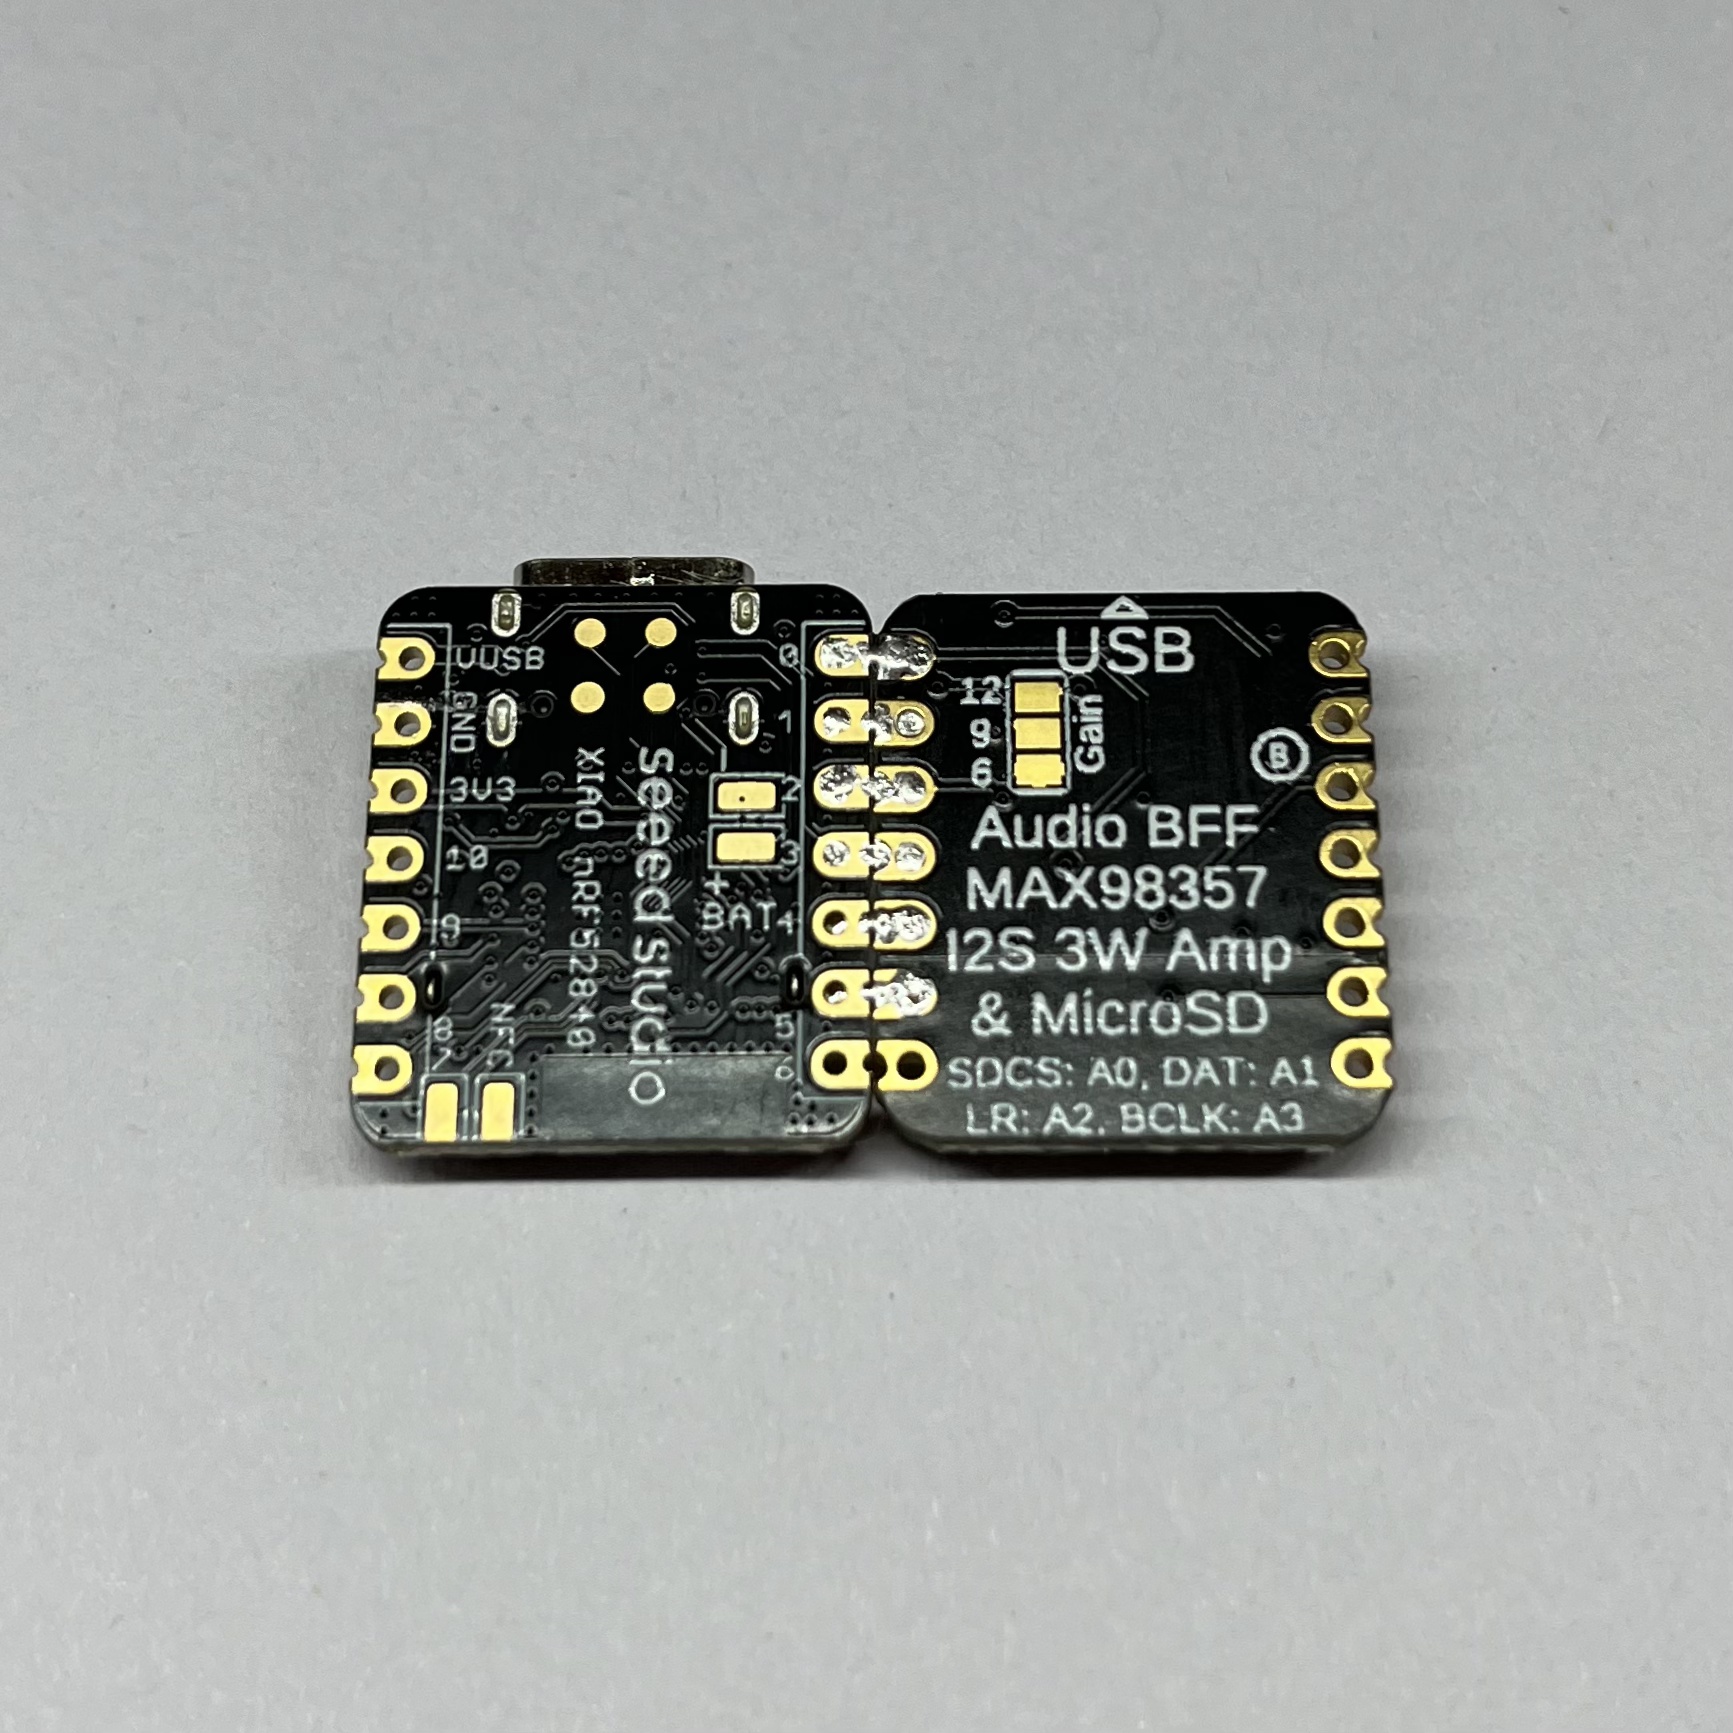 VUSB
GND
3V3
10
9
8
7
NFC
XIAO nRF52840
Seeed studio
-
+
BAT
0
1
2
3
4
5
6
USB
12
9
6
Gain
B
Audio BFF
MAX98357
I2S 3W Amp
& MicroSD
SDCS: A0, DAT: A1
LR: A2, BCLK: A3